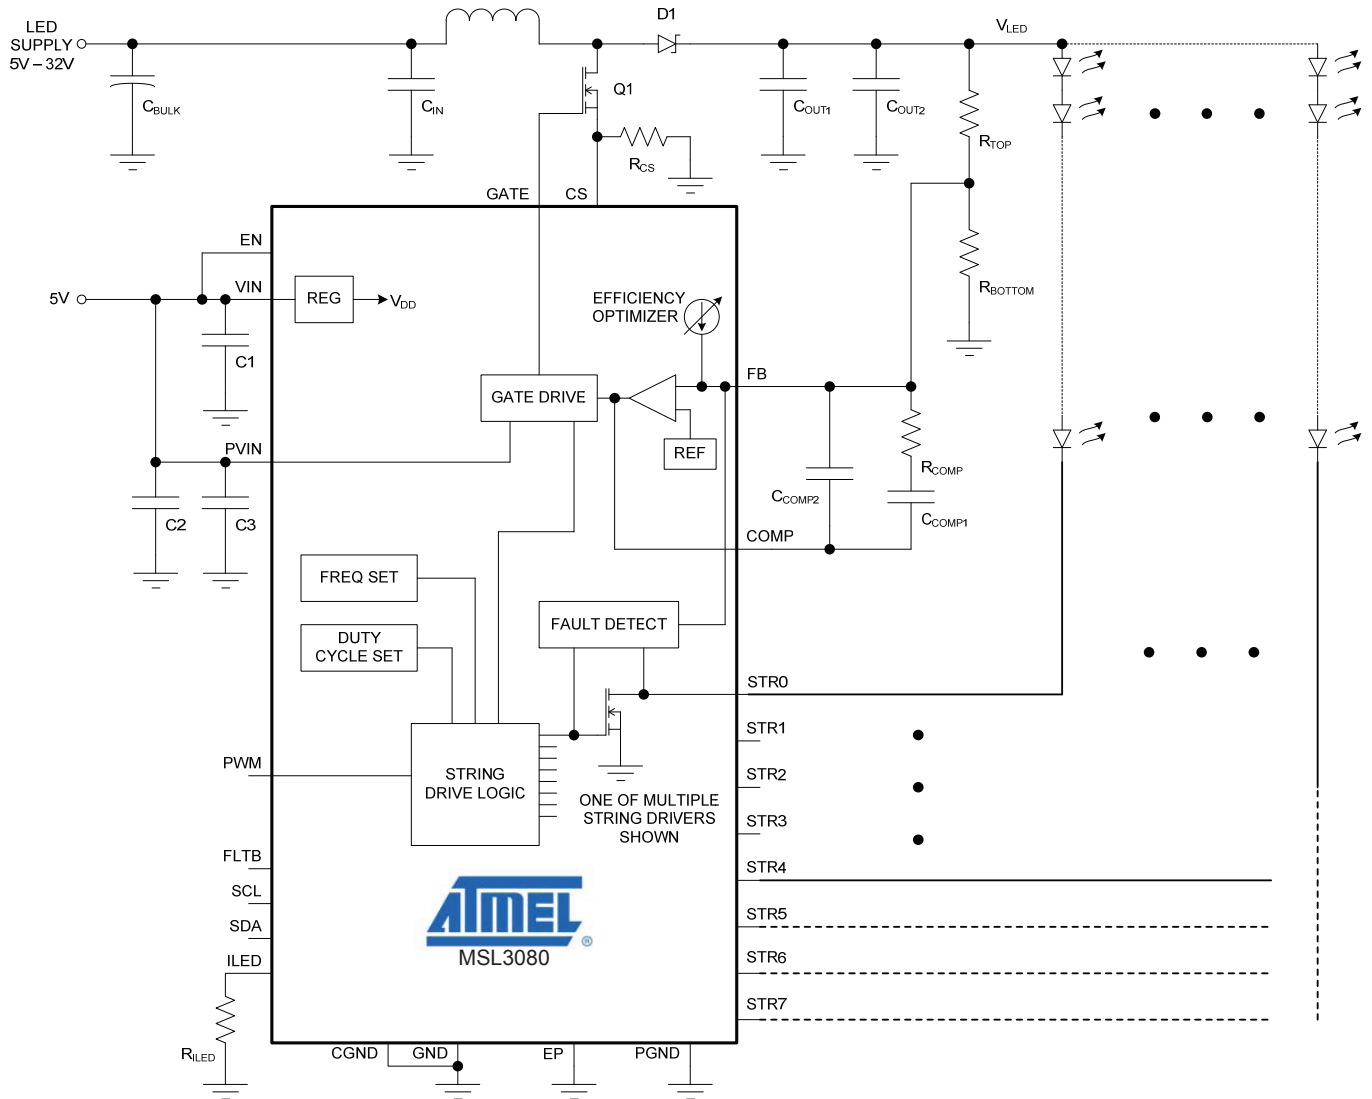 LED
SUPPLY
5V – 32V
D1
VLED
CBULK
CIN
Q1
COUT1
COUT2
RTOP
RCS
GATE
CS
EN
VIN
5V
REG
VDD
EFFICIENCY
OPTIMIZER
RBOTTOM
C1
FB
GATE DRIVE
REF
PVIN
RCOMP
CCOMP2
CCOMP1
C2
C3
COMP
FREQ SET
DUTY
CYCLE SET
FAULT DETECT
STR0
STR1
PWM
STRING
DRIVE LOGIC
STR2
ONE OF MULTIPLE
STRING DRIVERS
SHOWN
STR3
FLTB
STR4
SCL
ATMEL
®
STR5
SDA
MSL3080
STR6
ILED
STR7
RILED
CGND
GND
EP
PGND